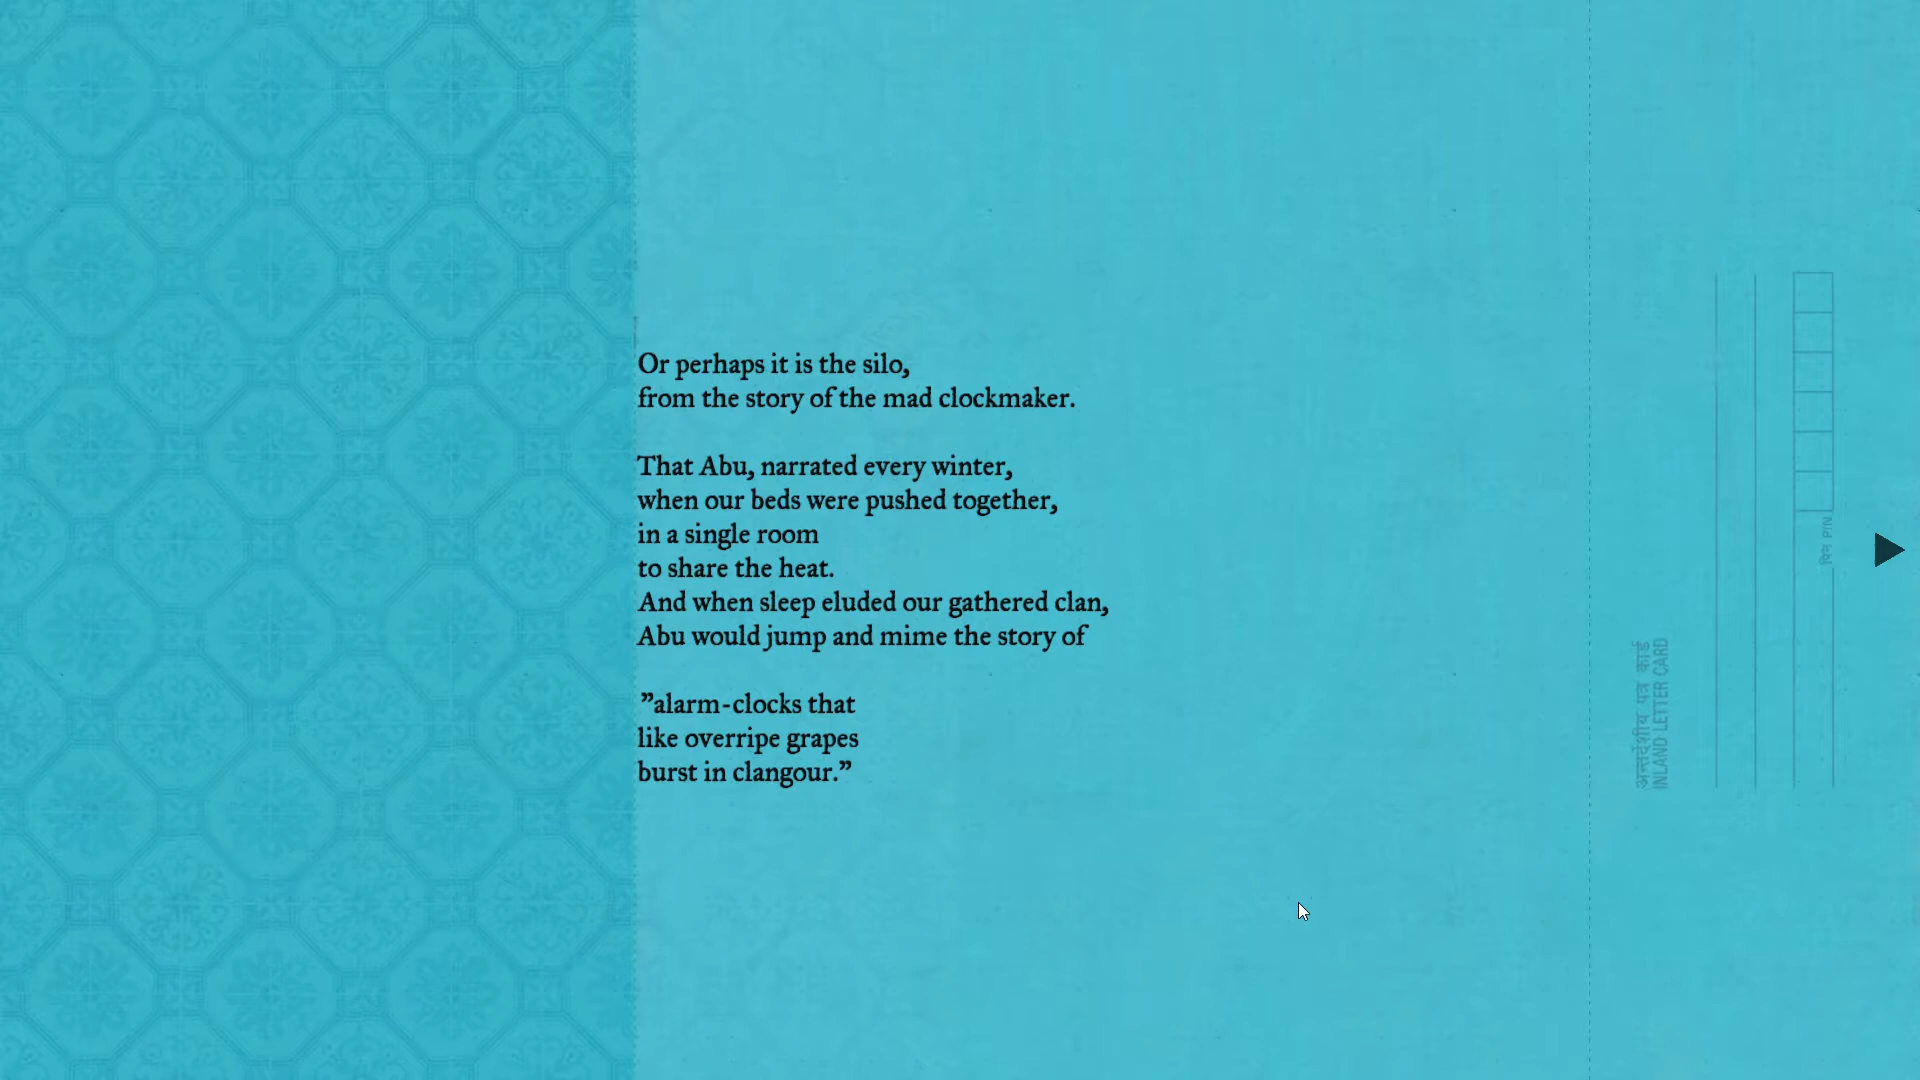 Or perhaps it is the silo,
from the story of the mad clockmaker.
That Abu, narrated every winter,
when our beds were pushed together,
in a single room
to share the heat.
And when sleep eluded our gathered clan,
Abu would jump and mime the story of
”alarm-clocks that
like overripe grapes
burst in clangour.”
अन्तर्देशीय पत्र कार्ड
INLAND LETTER CARD
पिन PIN